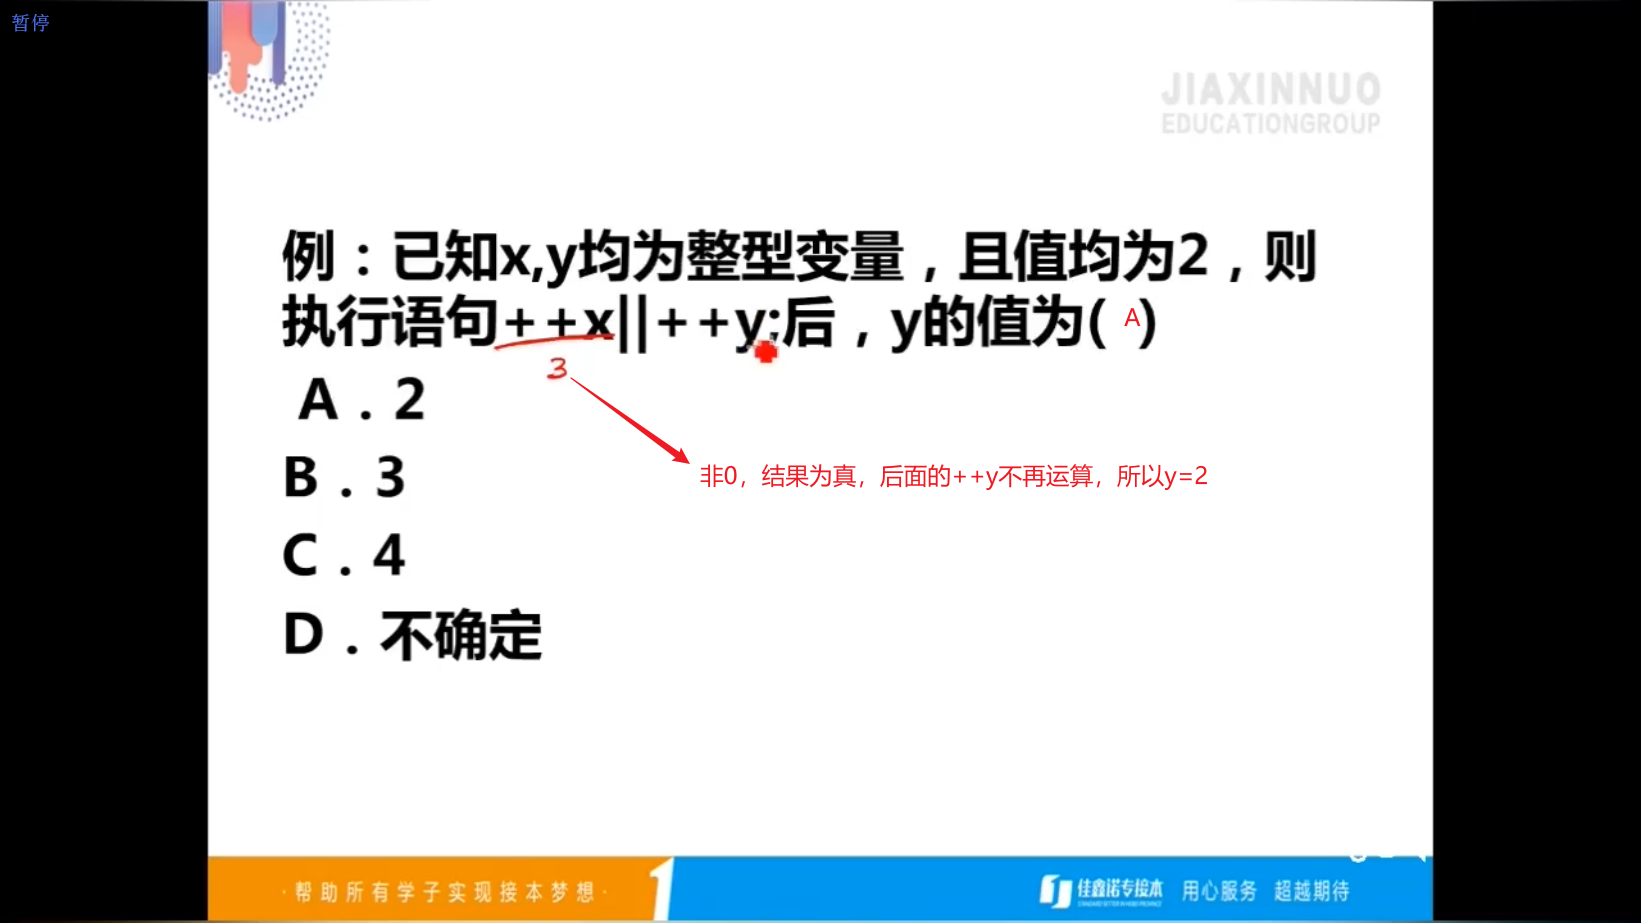 暂停
JIAXINNUO
EDUCATIONGROUP
例：已知x,y均为整型变量，且值均为2，则
执行语句++x||++y;后，y的值为( A )
3
A．2
非0，结果为真，后面的++y不再运算，所以y=2
B．3
C．4
D．不确定
·帮助所有学子实现接本梦想·
1
佳鑫诺专接本 用心服务 超越期待